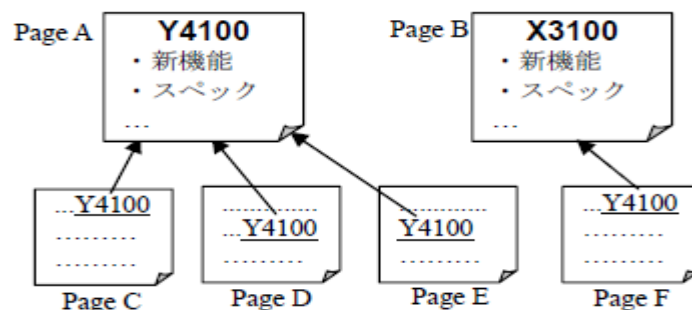 Page A
Y4100
・新機能
・スペック
...
Page B
X3100
・新機能
・スペック
...
...Y4100
.........
.........
Page C
............
...Y4100
.........
Page D
............
Y4100
.........
Page E
...Y4100
.........
.........
Page F